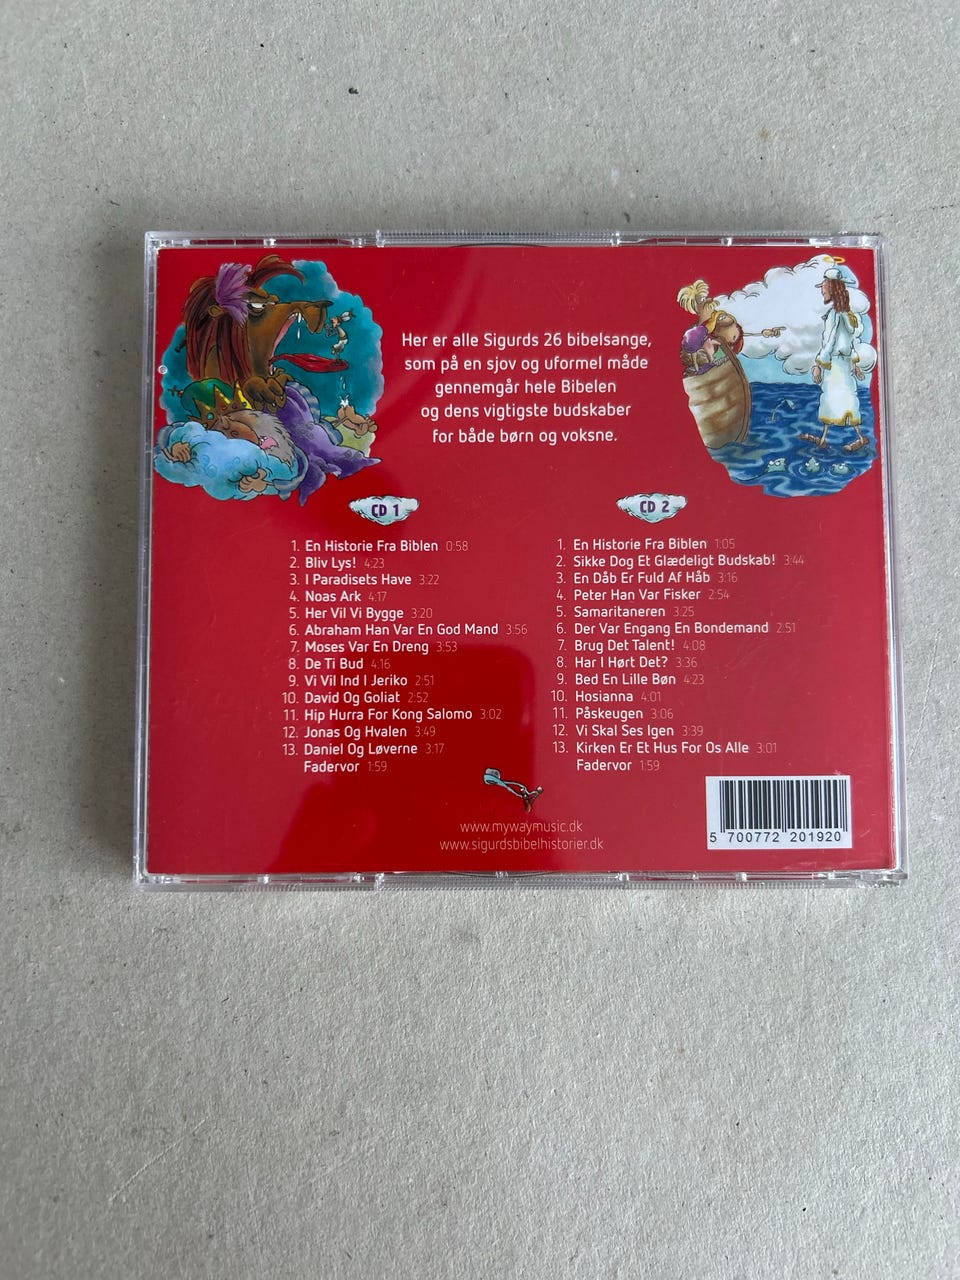 Her er alle Sigurds 26 bibelsange,
som på en sjov og uformel måde
gennemgår hele Bibelen
og dens vigtigste budskaber
for både børn og voksne.
CD 1
1. En Historie Fra Biblen 0:58
2. Bliv Lys! 4:23
3. I Paradisets Have 3:22
4. Noas Ark 4:17
5. Her Vil Vi Bygge 3:20
6. Abraham Han Var En God Mand 3:56
7. Moses Var En Dreng 3:53
8. De Ti Bud 4:16
9. Vi Vil Ind I Jeriko 2:51
10. David Og Goliat 2:52
11. Hip Hurra For Kong Salomo 3:02
12. Jonas Og Hvalen 3:49
13. Daniel Og Løverne 3:17
Fadervor 1:59
CD 2
1. En Historie Fra Biblen 1:05
2. Sikke Dog Et Glædeligt Budskab! 3:44
3. En Dåb Er Fuld Af Håb 3:16
4. Peter Han Var Fisker 2:54
5. Samaritaneren 3:25
6. Der Var Engang En Bondemand 2:51
7. Brug Det Talent! 4:08
8. Har I Hørt Det? 3:36
9. Bed En Lille Bøn 4:23
10. Hosianna 4:01
11. Påskeugen 3:06
12. Vi Skal Ses Igen 3:39
13. Kirken Er Et Hus For Os Alle 3:01
Fadervor 1:59
www.mywaymusic.dk
www.sigurdsbibelhistorier.dk
5 700772 201920